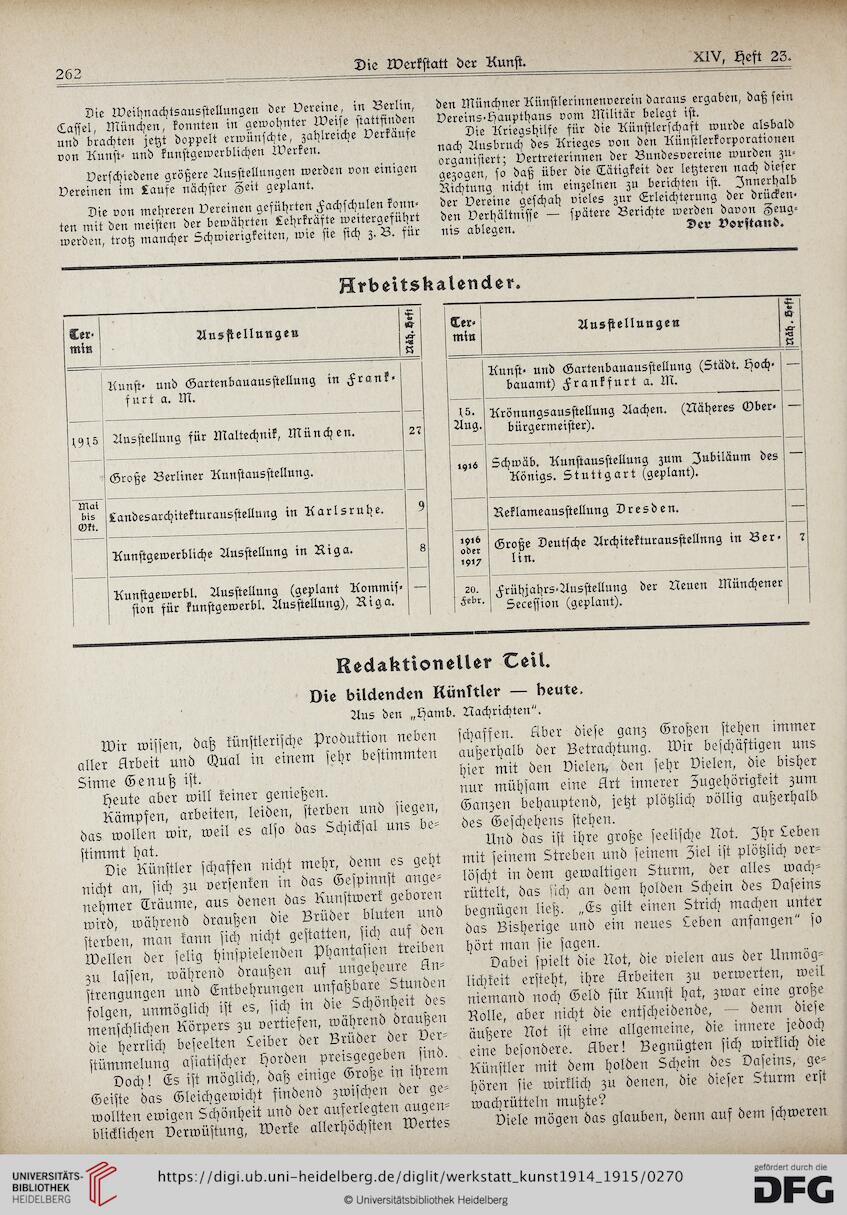 262
Die Werkstatt der Kunst.
XIV, Heft 23.
Die Weihnachtsausstellungen der Vereine, in Berlin,
Cassel, München, konnten in gewohnter Weise stattfinden
und brachten jetzt doppelt erwünschte, zahlreiche Verkäufe
von Kunst- und kunstgewerblichen Werken.
Verschiedene größere Ausstellungen werden von einigen
Vereinen im Laufe nächster Zeit geplant.
Die von mehreren Vereinen geführten Fachschulen konn-
ten mit den meisten der bewährten Lehrkräfte weitergeführt
werden, trotz mancher Schwierigkeiten, wie sie sich z. B. für
den Münchner Künstlerinnenverein daraus ergaben, daß sein
Vereins-Haupthaus vom Militär belegt ist.
Die Kriegshilfe für die Künstlerschaft wurde alsbald
nach Ausbruch des Krieges von den Künstlerkorporationen
organisiert; Vertreterinnen der Bundesvereine wurden zu-
gezogen, so daß über die Tätigkeit der letzteren nach dieser
Richtung nicht im einzelnen zu berichten ist. Innerhalb
der Vereine geschah vieles zur Erleichterung der drücken-
den Verhältnisse — spätere Berichte werden davon Zeug-
nis ablegen.
Der Vorstand.
Arbeitskalender.
Ter-
min
Ausstellungen
Näh. Heft
Kunst- und Gartenbauausstellung in Frank-
furt a. M.
1915
Ausstellung für Maltechnik, München.
27
Große Berliner Kunstausstellung.
Mai
bis
Okt.
Landesarchitekturausstellung in Karlsruhe.
9
Kunstgewerbliche Ausstellung in Riga.
8
Kunstgewerbl. Ausstellung (geplant Kommis-
sion für kunstgewerbl. Ausstellung), Riga.
—
Ter-
min
Ausstellungen
Näh. Heft
Kunst- und Gartenbauausstellung (Städt. Hoch-
bauamt) Frankfurt a. M.
—
15.
Aug.
Krönungsausstellung Aachen. (Näheres Ober-
bürgermeister).
—
1916
Schwäb. Kunstausstellung zum Jubiläum des
Königs. Stuttgart (geplant).
—
Reklameausstellung Dresden.
—
1916
oder
1917
Große Deutsche Architekturausstellnng in Ber-
lin.
7
20.
Febr.
Frühjahrs-Ausstellung der Neuen Münchener
Secession (geplant).
Redaktioneller Teil.
Die bildenden Künstler — heute.
Aus den „Hamb. Nachrichten".
Wir wissen, daß künstlerische Produktion neben
aller Arbeit und Qual in einem sehr bestimmten
Sinne Genuß ist.
Heute aber will keiner genießen.
Kämpfen, arbeiten, leiden, sterben und siegen,
das wollen wir, weil es also das Schicksal uns be-
stimmt hat.
Die Künstler schaffen nicht mehr, denn es geht
nicht an, sich zu versenken in das Gespinnst ange-
nehmer Träume, aus denen das Kunstwerk geboren
wird, während draußen die Brüder bluten und
sterben, man kann sich nicht gestatten, sich auf den
Wellen der selig hinspielenden Phantasien treiben
zu lassen, während draußen auf ungeheure An-
strengungen und Entbehrungen unfaßbare Stunden
folgen, unmöglich ist es, sich in die Schönheit des
menschlichen Körpers zu vertiefen, während draußen
die herrlich beseelten Leiber der Brüder der Ver-
stümmelung asiatischer Horden preisgegeben sind.
Doch! Es ist möglich, daß einige Große in ihrem
Geiste das Gleichgewicht findend zwischen der ge-
wollten ewigen Schönheit und der auferlegten augen-
blicklichen Verwüstung, Werke allerhöchsten Wertes
schaffen. Aber diese ganz Großen stehen immer
außerhalb der Betrachtung. Wir beschäftigen uns
hier mit den Vielen, den sehr Vielen, die bisher
nur mühsam eine Art innerer Zugehörigkeit zum
Ganzen behauptend, jetzt plötzlich völlig außerhalb
des Geschehens stehen.
Und das ist ihre große seelische Not. Ihr Leben
mit seinem Streben und seinem Ziel ist plötzlich ver-
löscht in dem gewaltigen Sturm, der alles wach-
rüttelt, das sich an dem holden Schein des Daseins
begnügen ließ. „Es gilt einen Strich machen unter
das Bisherige und ein neues Leben anfangen" so
hört man sie sagen.
Dabei spielt die Not, die vielen aus der Unmög-
lichkeit ersteht, ihre Arbeiten zu verwerten, weil
niemand noch Geld für Kunst hat, zwar eine große
Rolle, aber nicht die entscheidende, — denn diese
äußere Not ist eine allgemeine, die innere jedoch
eine besondere. Aber! Begnügten sich wirklich die
Künstler mit dem holden Schein des Daseins, ge-
hören sie wirklich zu denen, die dieser Sturm erst
wachrütteln mußte?
Viele mögen das glauben, denn auf dem schweren
UNIVERSITÄTS-
BIBLIOTHEK
HEIDELBERG
https://digi.ub.uni-heidelberg.de/diglit/werkstatt_kunst1914_1915/0270
© Universitätsbibliothek Heidelberg
gefördert durch die
DFG